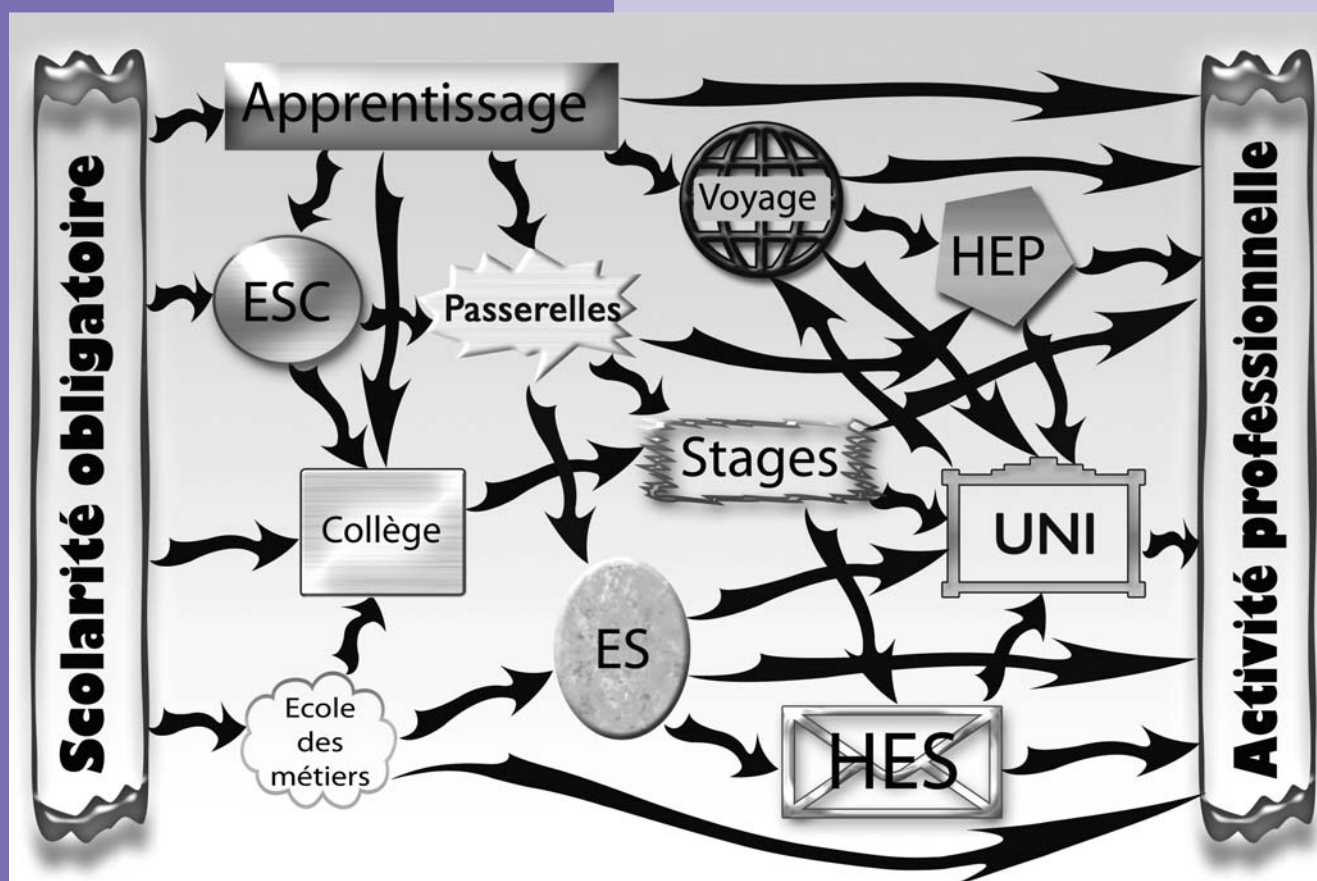 Scolarité obligatoire
Apprentissage
Voyage
HEP
ESC
Passerelles
Stages
Collège
UNI
ES
Ecole
des
métiers
HES
Activité professionnelle